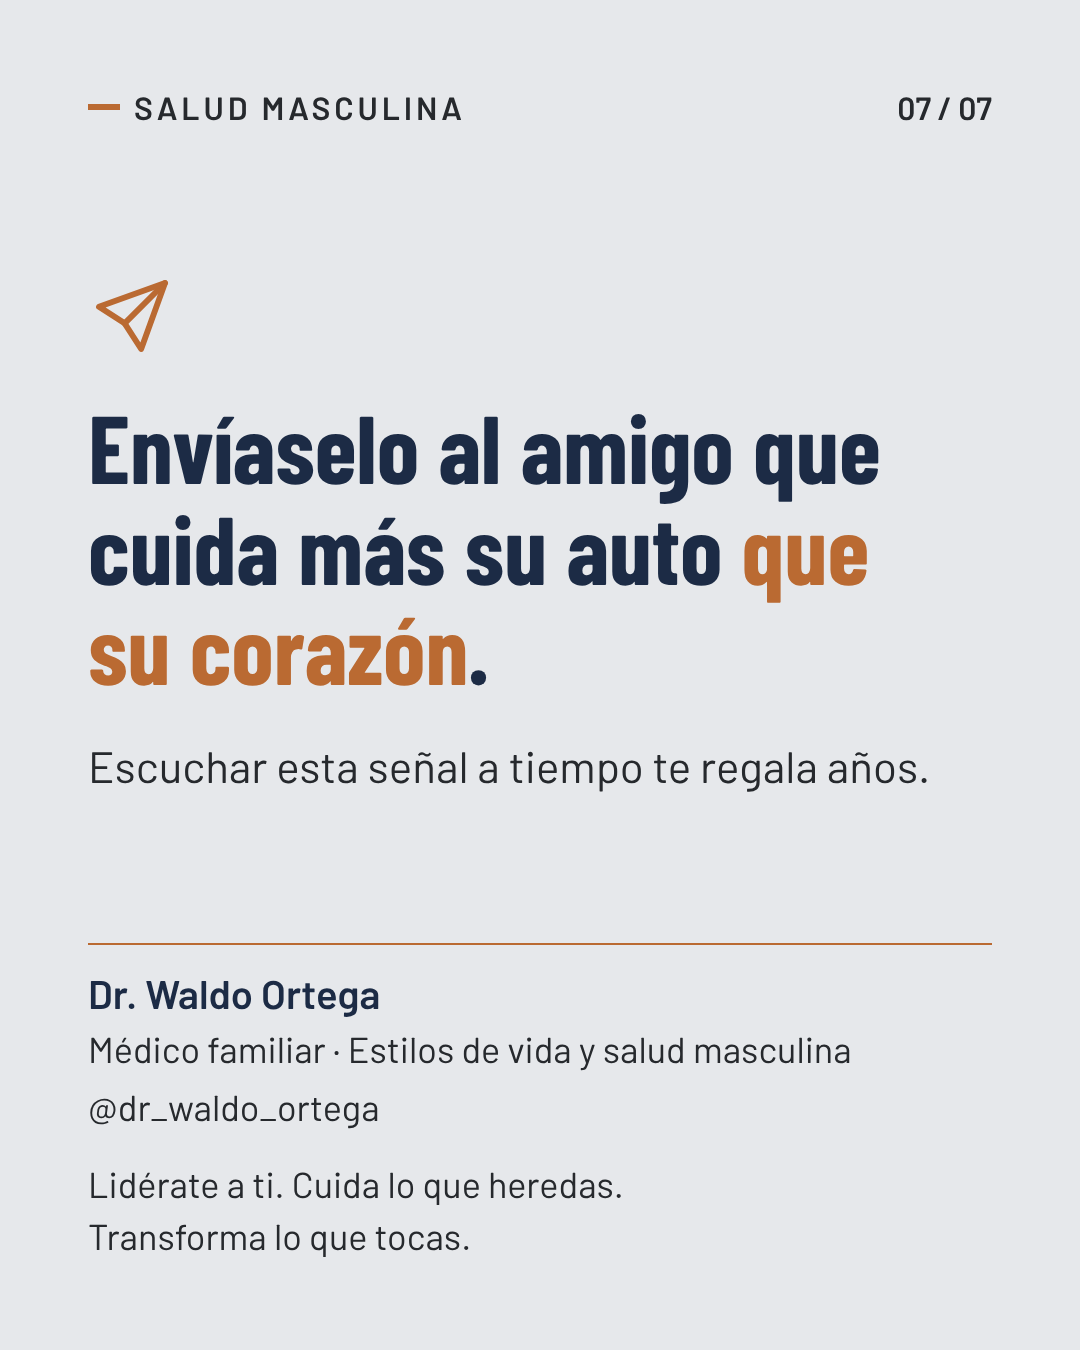 SALUD MASCULINA
07 / 07
Envíaselo al amigo que
cuida más su auto que
su corazón.
Escuchar esta señal a tiempo te regala años.
Dr. Waldo Ortega
Médico familiar · Estilos de vida y salud masculina
@dr_waldo_ortega
Lidérate a ti. Cuida lo que heredas.
Transforma lo que tocas.